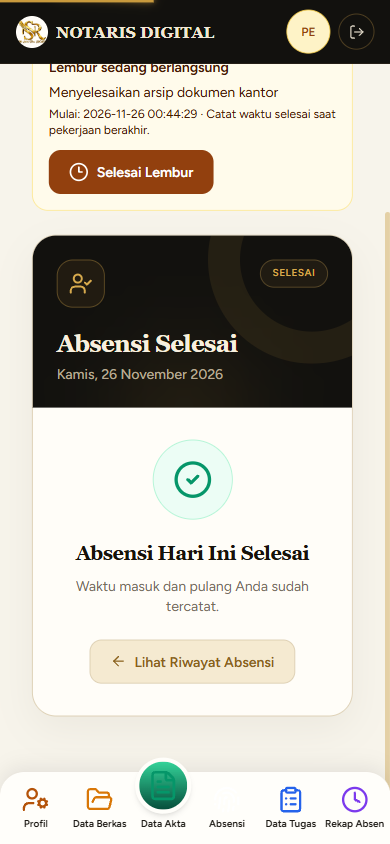 NOTARIS DIGITAL
PE
Lembur sedang berlangsung
Menyelesaikan arsip dokumen kantor
Mulai: 2026-11-26 00:44:29 · Catat waktu selesai saat
pekerjaan berakhir.
Selesai Lembur
SELESAI
Absensi Selesai
Kamis, 26 November 2026
Absensi Hari Ini Selesai
Waktu masuk dan pulang Anda sudah
tercatat.
Lihat Riwayat Absensi
Profil
Data Berkas
Data Akta
Absensi
Data Tugas
Rekap Absen